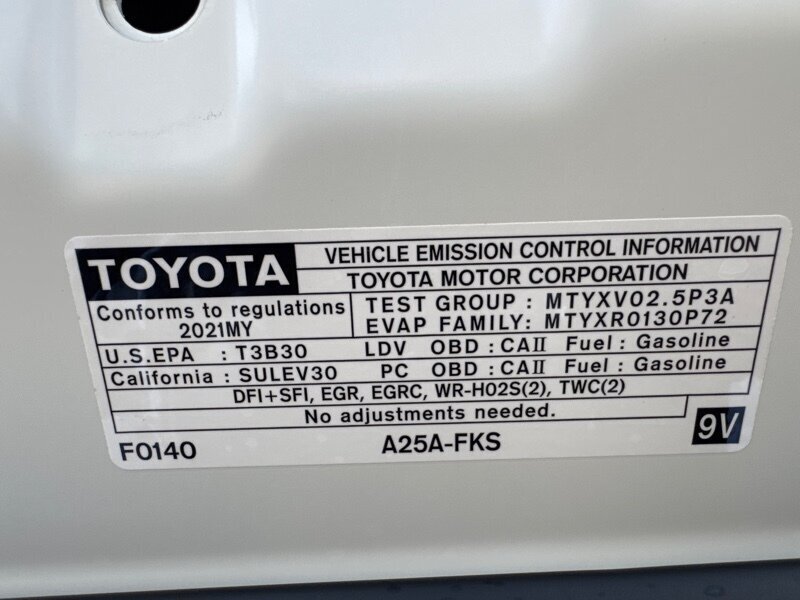 TOYOTA
VEHICLE EMISSION CONTROL INFORMATION
TOYOTA MOTOR CORPORATION
Conforms to regulations
2021MY
TEST GROUP : MTYXV02.5P3A
EVAP FAMILY: MTYXR0130P72
U.S.EPA : T3B30 LDV OBD : CAII Fuel : Gasoline
California : SULEV30 PC OBD : CAII Fuel : Gasoline
DFI+SFI, EGR, EGRC, WR-HO2S(2), TWC(2)
No adjustments needed.
F0140 A25A-FKS 9V